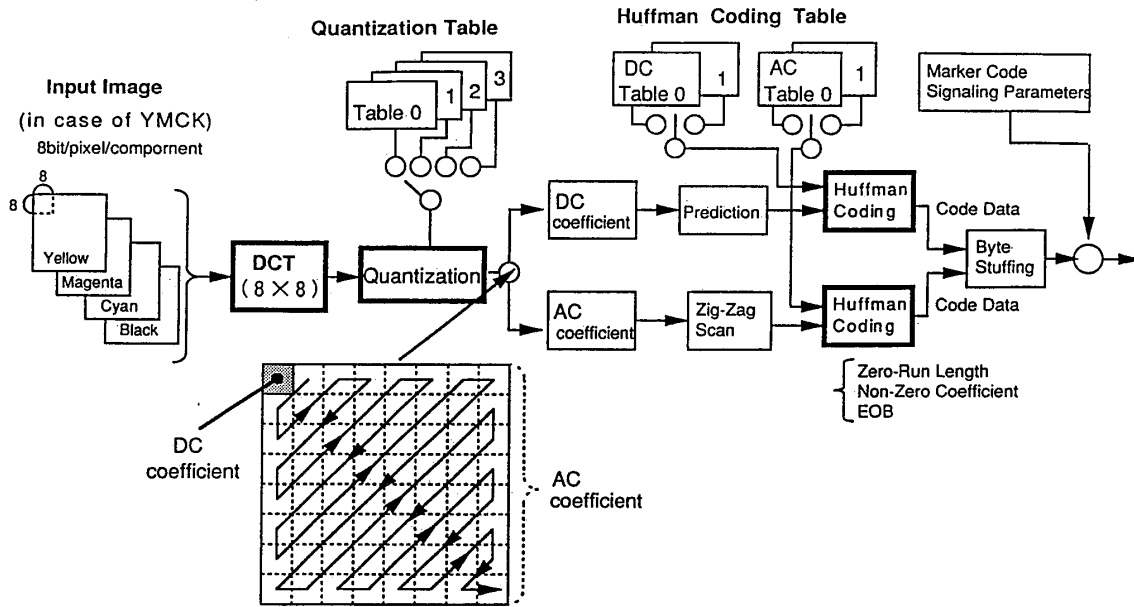 Quantization Table
Huffman Coding Table
Input Image
(in case of YMCK)
8bit/pixel/compornent
Table 0
1
2
3
DC
Table 0
1
AC
Table 0
1
Marker Code
Signaling Parameters
8
8
Yellow
Magenta
Cyan
Black
DCT
(8 × 8)
Quantization
DC
coefficient
Prediction
Huffman
Coding
Code Data
Byte
Stuffing
AC
coefficient
Zig-Zag
Scan
Huffman
Coding
Code Data
Zero-Run Length
Non-Zero Coefficient
EOB
DC
coefficient
AC
coefficient